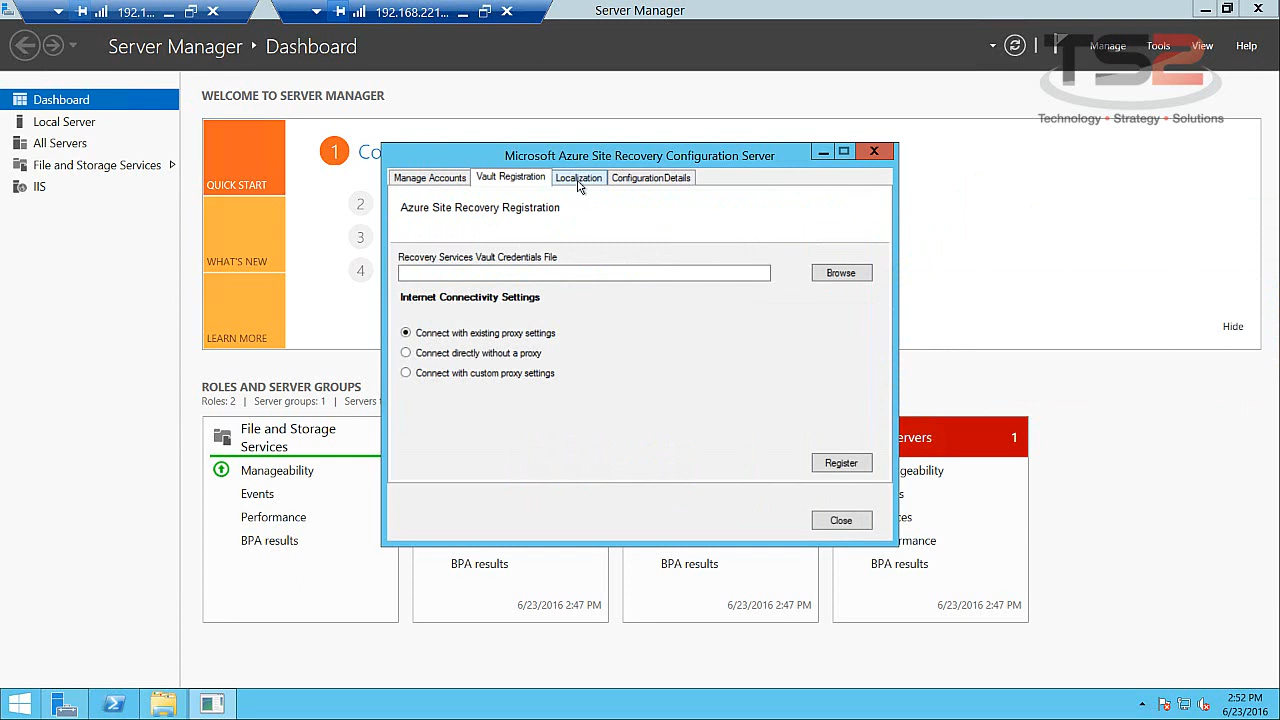 192.1...
192.168.221...
Server Manager
Server Manager
Dashboard
Manage
Tools
View
Help
TS2
Technology • Strategy • Solutions
Dashboard
Local Server
All Servers
File and Storage Services
IIS
WELCOME TO SERVER MANAGER
QUICK START
WHAT'S NEW
LEARN MORE
1
Co
2
3
4
Hide
Microsoft Azure Site Recovery Configuration Server
Manage Accounts
Vault Registration
Localization
ConfigurationDetails
Azure Site Recovery Registration
Recovery Services Vault Credentials File
Browse
Internet Connectivity Settings
Connect with existing proxy settings
Connect directly without a proxy
Connect with custom proxy settings
Register
Close
ROLES AND SERVER GROUPS
Roles: 2 | Server groups: 1 | Servers t
File and Storage
Services
Manageability
Events
Performance
BPA results
BPA results
6/23/2016 2:47 PM
BPA results
6/23/2016 2:47 PM
ervers
1
geability
s
ces
rmance
BPA results
6/23/2016 2:47 PM
2:52 PM
6/23/2016